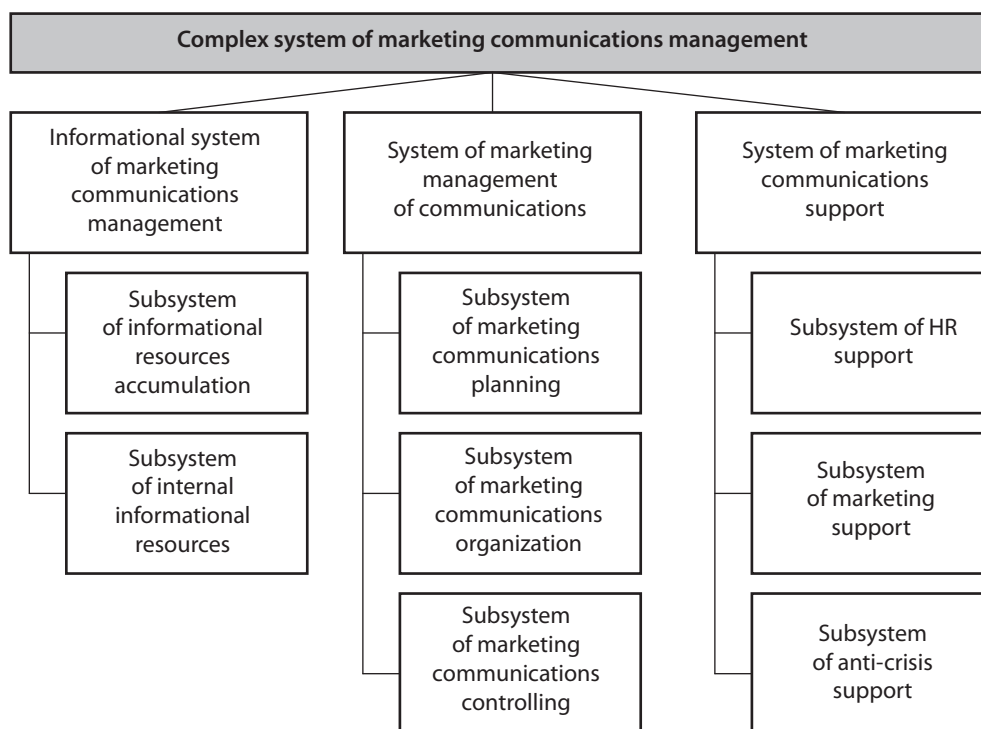 Complex system of marketing communications management
Informational system
of marketing
communications
management
System of marketing
management
of communications
System of marketing
communications
support
Subsystem
of informational
resources
accumulation
Subsystem
of marketing
communications
planning
Subsystem of HR
support
Subsystem
of internal
informational
resources
Subsystem
of marketing
communications
organization
Subsystem
of marketing
support
Subsystem
of marketing
communications
controlling
Subsystem
of anti-crisis
support